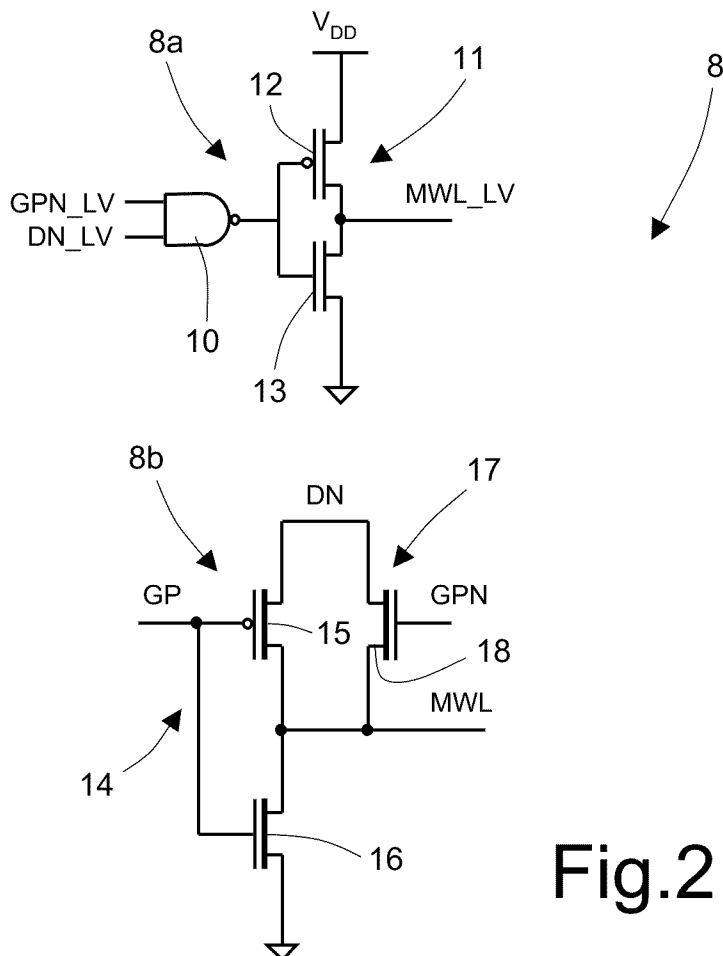 V_DD
8a
8
12
11
GPN_LV
MWL_LV
DN_LV
10
13
8b
17
DN
GP
GPN
15
18
MWL
14
16
Fig.2